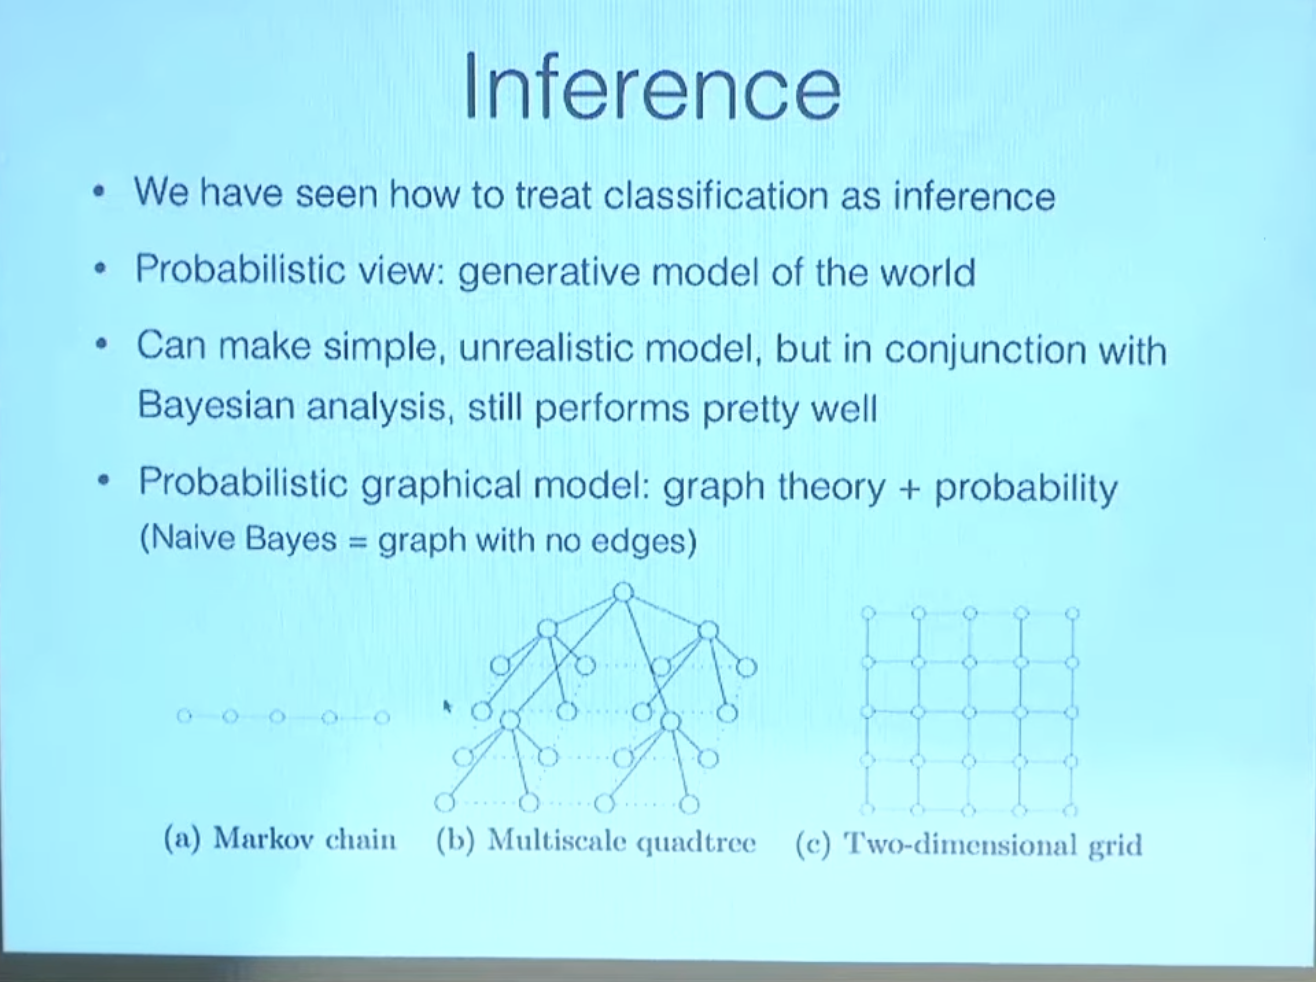 Inference
• We have seen how to treat classification as inference
• Probabilistic view: generative model of the world
• Can make simple, unrealistic model, but in conjunction with
Bayesian analysis, still performs pretty well
• Probabilistic graphical model: graph theory + probability
(Naive Bayes = graph with no edges)
(a) Markov chain
(b) Multiscale quadtree
(c) Two-dimensional grid